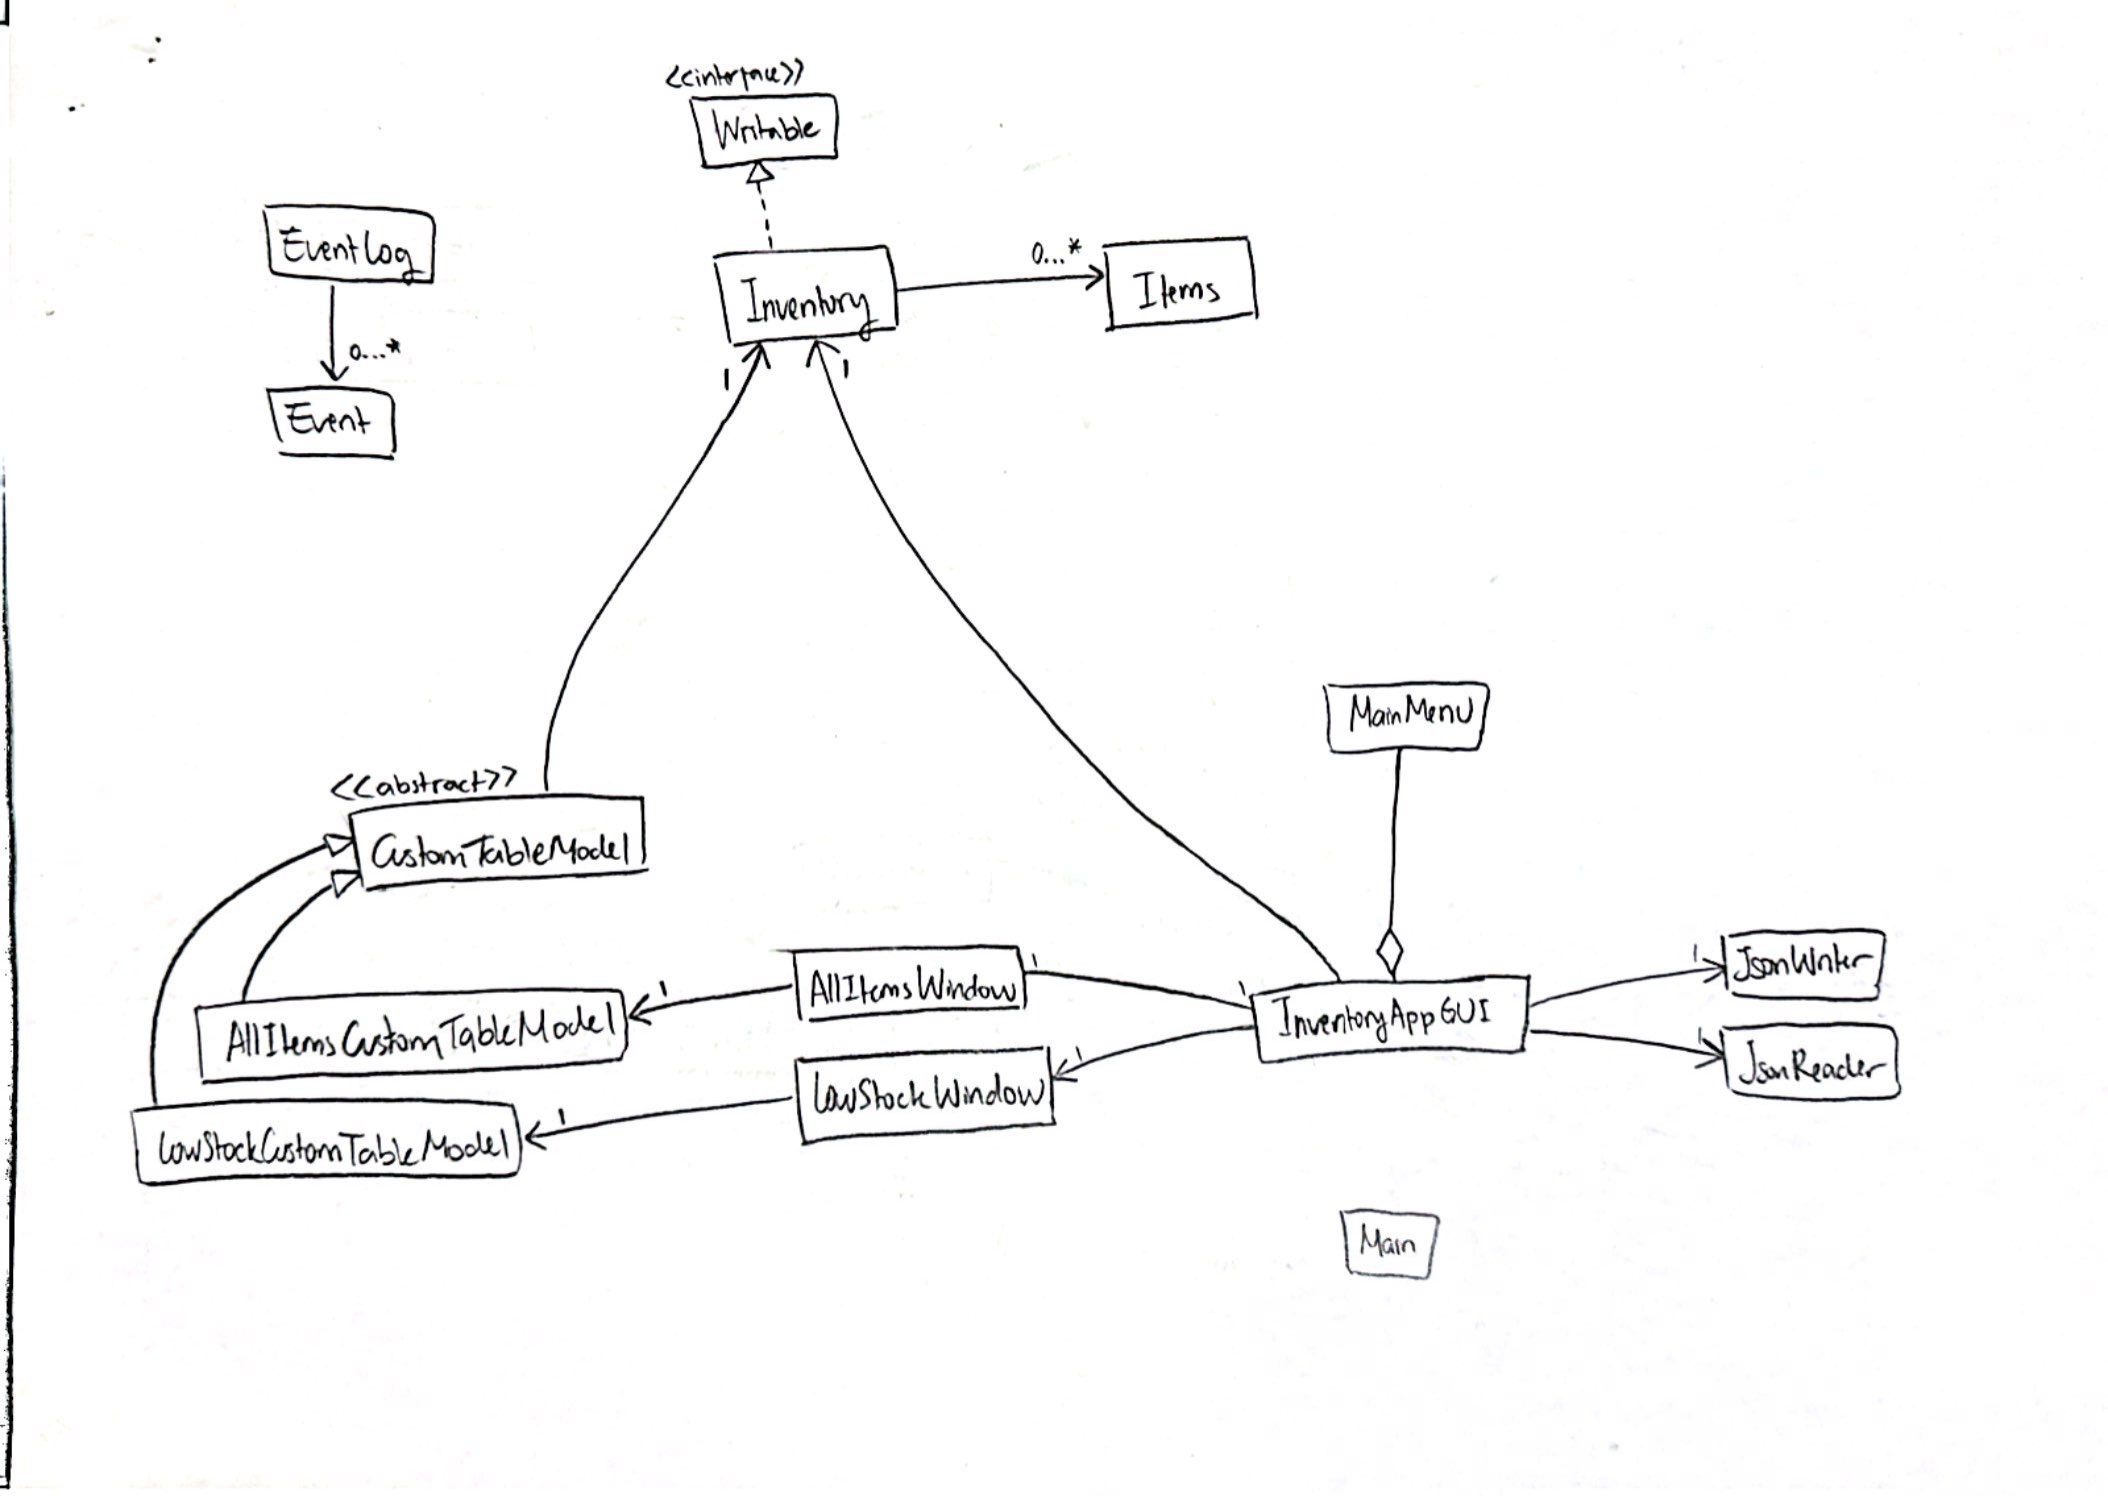 <<interface>>
Writable
EventLog
Inventory
0...*
Items
0...*
Event
1
1
MainMenu
<<abstract>>
CustomTableModel
AllItemsWindow
1
1
InventoryAppGUI
1
JsonWriter
AllItemsCustomTableModel
1
LowStockWindow
1
1
JsonReader
LowStockCustomTableModel
1
Main